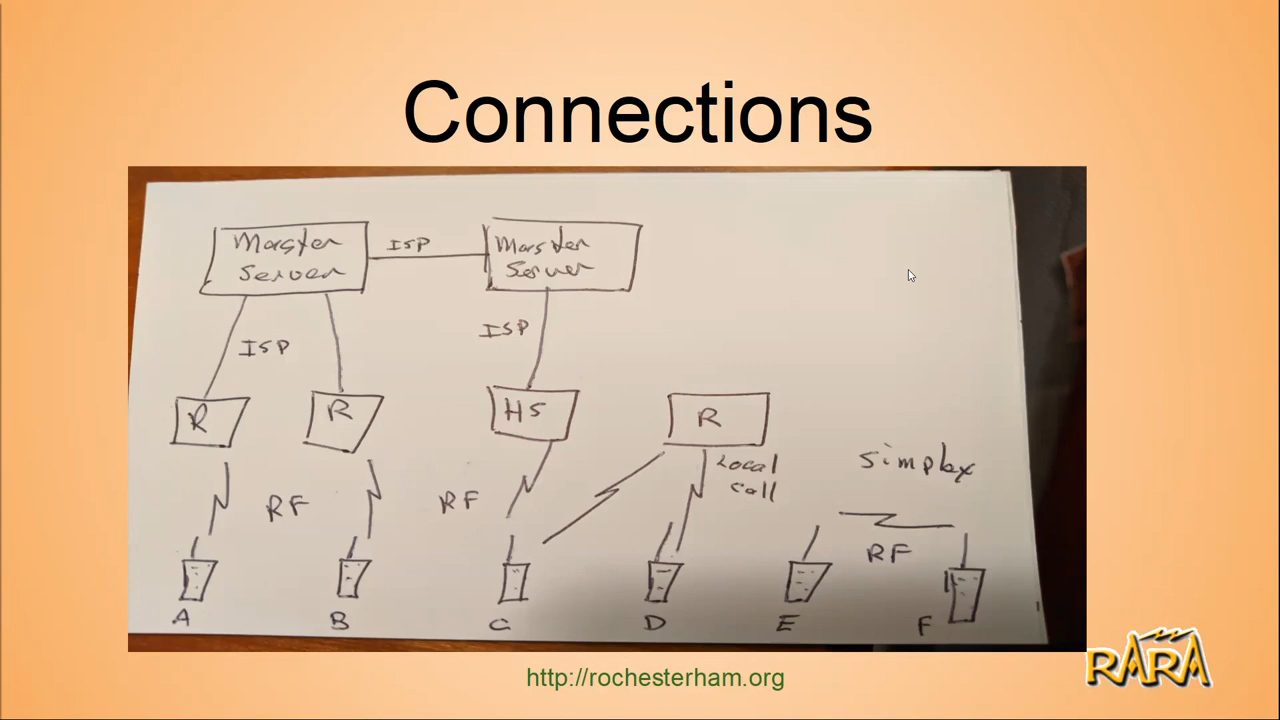 Connections
Master
Server
ISP
Master
Server
ISP
ISP
R
R
HS
R
Local
call
Simplex
RF
RF
RF
A
B
C
D
E
F
http://rochesterham.org
RARA